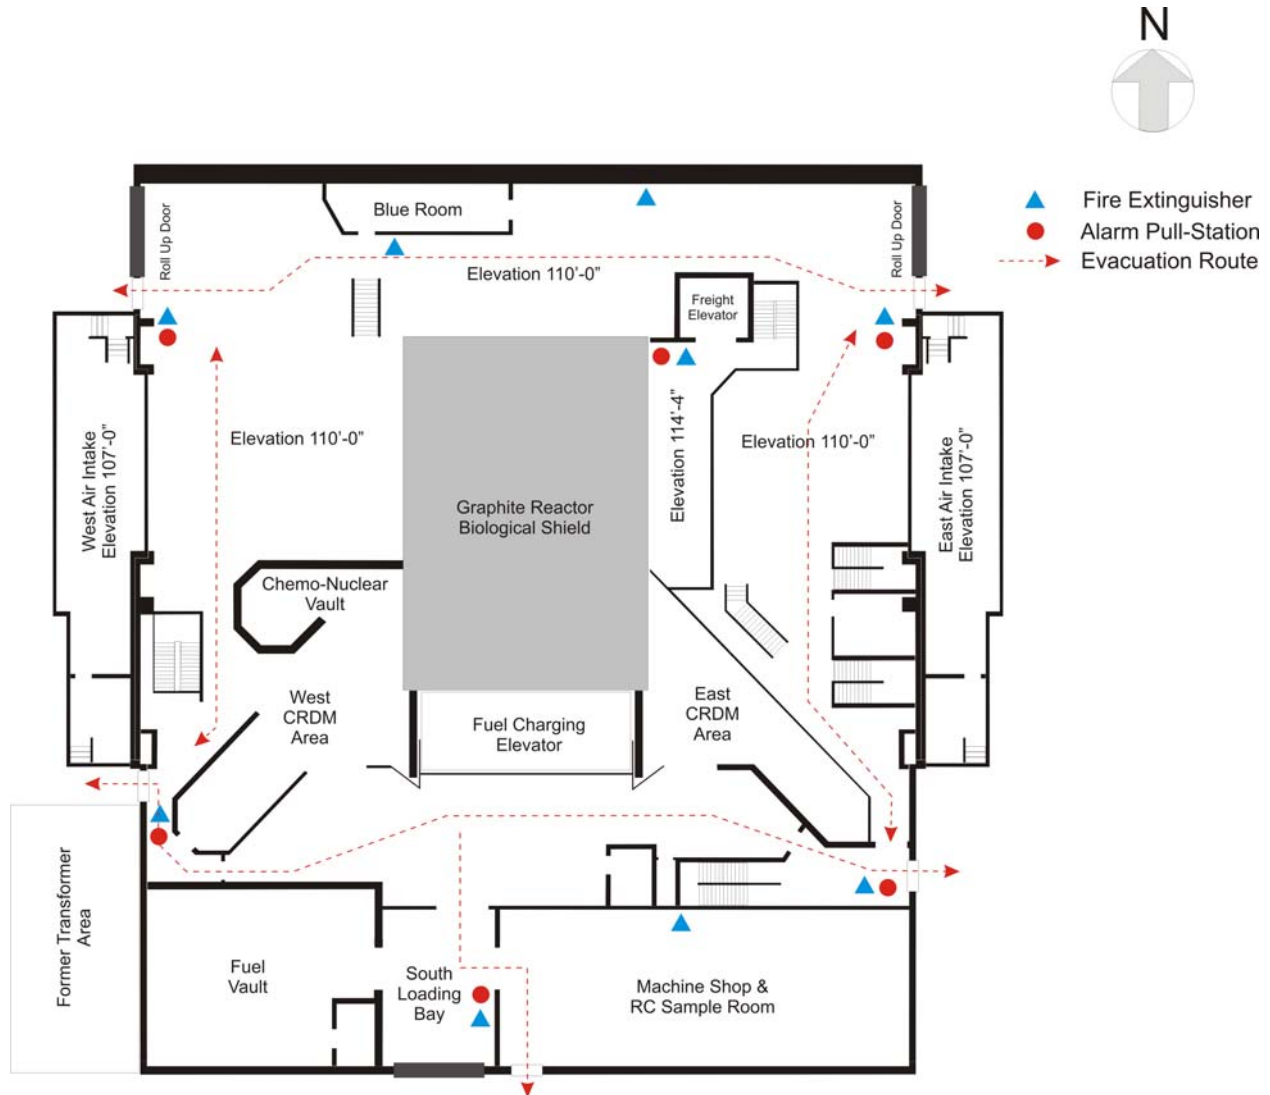 N
Fire Extinguisher
Alarm Pull-Station
Evacuation Route
Blue Room
Roll Up Door
Roll Up Door
Elevation 110’-0”
Freight
Elevator
West Air Intake
Elevation 107’-0”
Elevation 110’-0”
Elevation 114’-4”
Elevation 110’-0”
East Air Intake
Elevation 107’-0”
Graphite Reactor
Biological Shield
Chemo-Nuclear
Vault
West
CRDM
Area
Fuel Charging
Elevator
East
CRDM
Area
Former Transformer
Area
Fuel
Vault
South
Loading
Bay
Machine Shop &
RC Sample Room